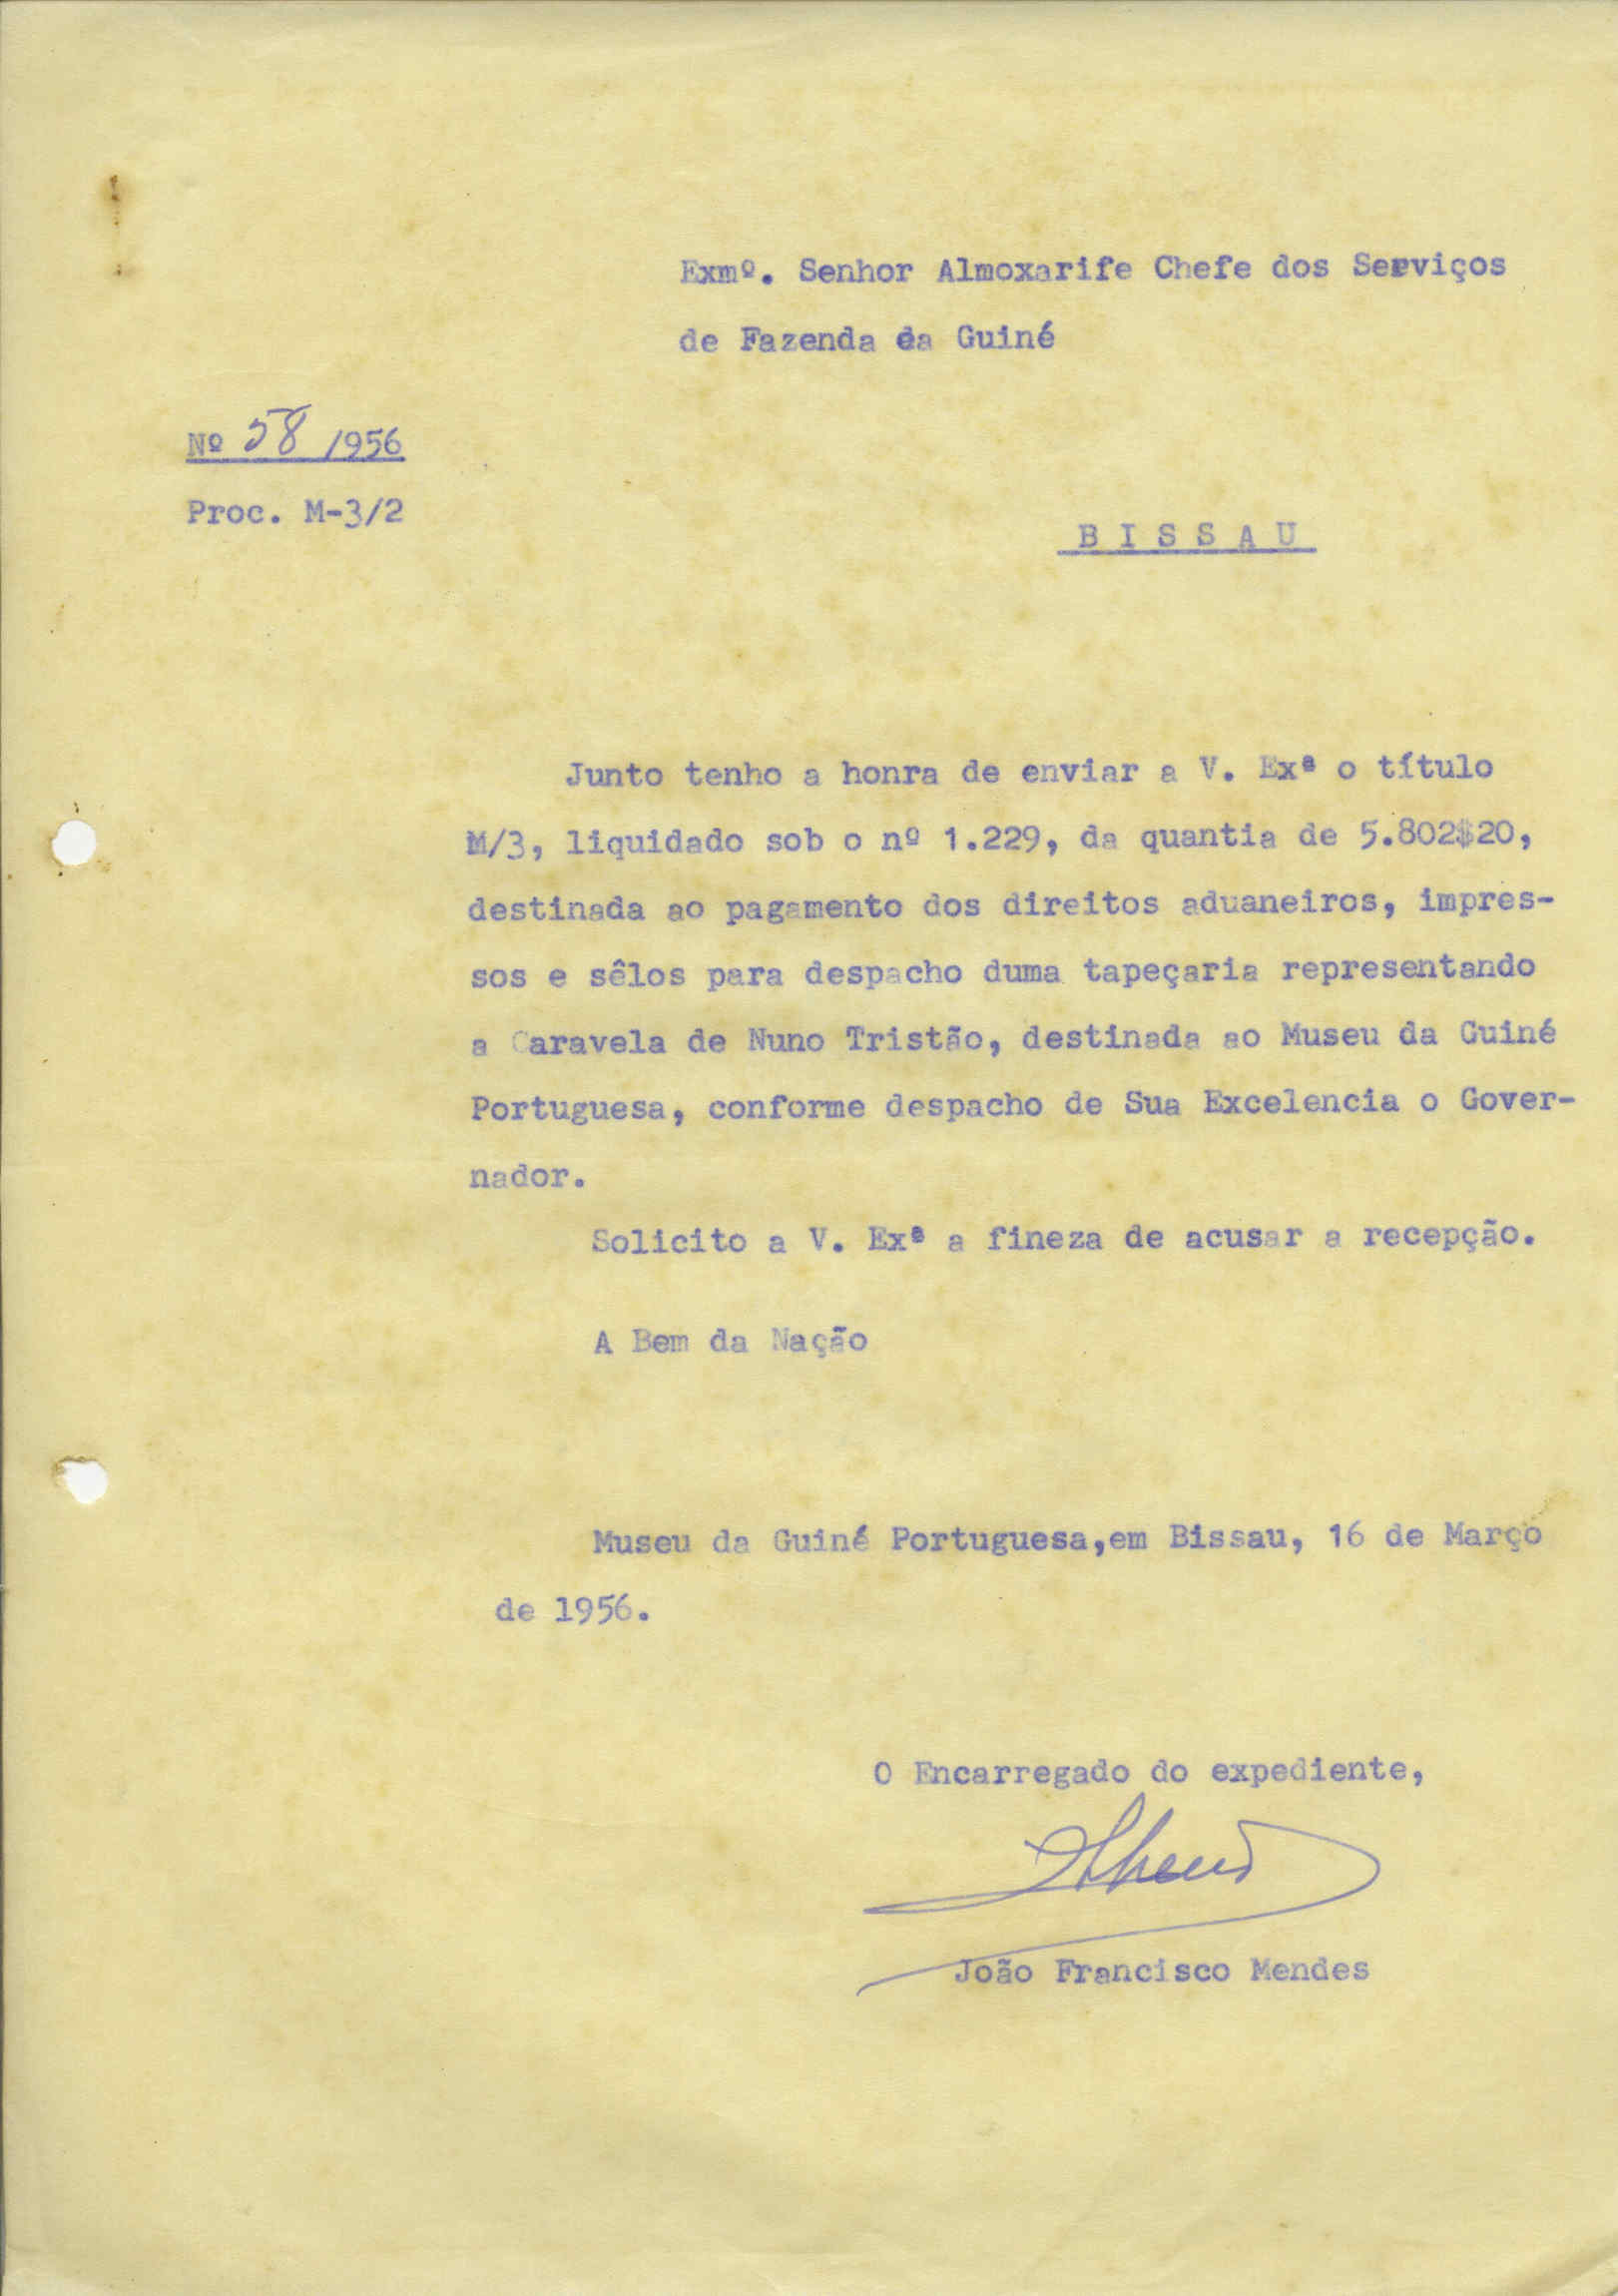 Exmº. Senhor Almoxarife Chefe dos Serviços
de Fazenda da Guiné
Nº 58 /1956
Proc. M-3/2
B I S S A U
Junto tenho a honra de enviar a V. Exª o título
M/3, liquidado sob o nº 1.229, da quantia de 5.802$20,
destinada ao pagamento dos direitos aduaneiros, impres-
sos e sêlos para despacho duma tapeçaria representando
a Caravela de Nuno Tristão, destinada ao Museu da Guiné
Portuguesa, conforme despacho de Sua Excelencia o Gover-
nador.
Solicito a V. Exª a fineza de acusar a recepção.
A Bem da Nação
Museu da Guiné Portuguesa,em Bissau, 16 de Março
de 1956.
O Encarregado do expediente,
João Francisco Mendes